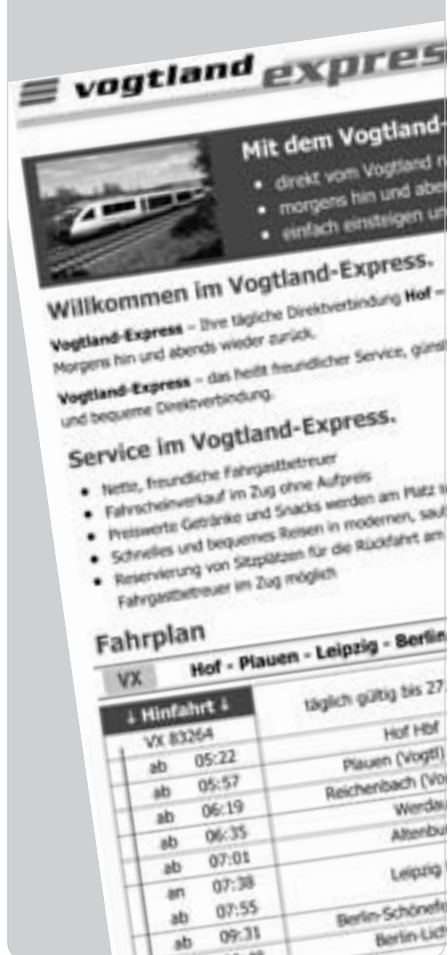 vogtland expres
Mit dem Vogtland-
• direkt vom Vogtland
• morgens hin und abe
• einfach einsteigen u
Willkommen im Vogtland-Express.
Vogtland-Express – Ihre tägliche Direktverbindung Hof –
Morgens hin und abends wieder zurück.
Vogtland-Express – das heißt freundlicher Service, günst
und bequeme Direktverbindung.
Service im Vogtland-Express.
• Nette, freundliche Fahrgastbetreuer
• Fahrscheinverkauf im Zug ohne Aufpreis
• Preiswerte Getränke und Snacks werden am Platz s
• Schnelles und bequemes Reisen in modernen, sau
• Reservierung von Sitzplätzen für die Rückfahrt am
Fahrgastbetreuer im Zug möglich
Fahrplan
VX Hof - Plauen - Leipzig - Berlin
↓ Hinfahrt ↓ täglich gültig bis 27
VX 83264
ab 05:22 Hof Hbf
ab 05:57 Plauen (Vogtl)
ab 06:19 Reichenbach (Vo
ab 06:35 Werdau
ab 07:01 Altenbu
an 07:38 Leipzig
ab 07:55
ab 09:31 Berlin-Schönefe
Berlin-Lich